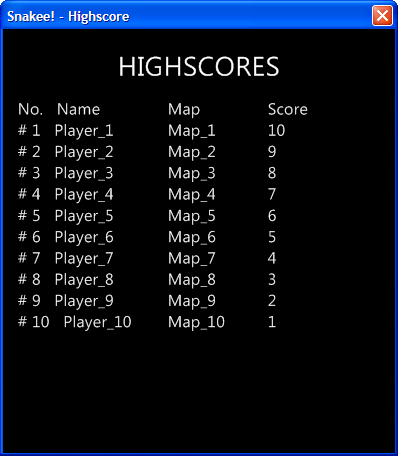 Snakee! - Highscore
HIGHSCORES
No. Name Map Score
# 1 Player_1 Map_1 10
# 2 Player_2 Map_2 9
# 3 Player_3 Map_3 8
# 4 Player_4 Map_4 7
# 5 Player_5 Map_5 6
# 6 Player_6 Map_6 5
# 7 Player_7 Map_7 4
# 8 Player_8 Map_8 3
# 9 Player_9 Map_9 2
# 10 Player_10 Map_10 1